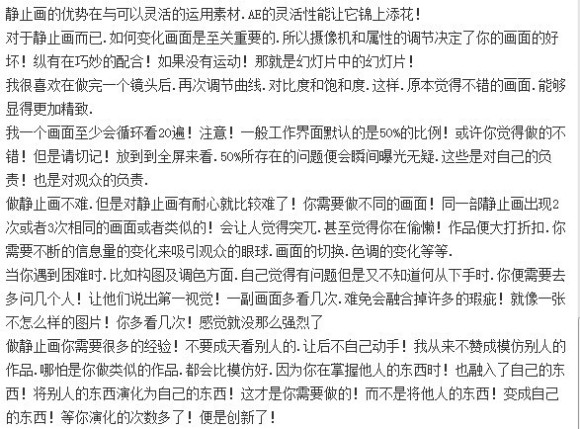 静止画的优势在与可以灵活的运用素材.AE的灵活性能让它锦上添花！
对于静止画而已.如何变化画面是至关重要的.所以摄像机和属性的调节决定了你的画面的好
坏！纵有在巧妙的配合！如果没有运动！那就是幻灯片中的幻灯片！
我很喜欢在做完一个镜头后.再次调节曲线.对比度和饱和度.这样.原本觉得不错的画面.能够
显得更加精致.
我一个画面至少会循环看20遍！注意！一般工作界面默认的是50%的比例！或许你觉得做的不
错！但是请切记！放到到全屏来看.50%所存在的问题便会瞬间曝光无疑.这些是对自己的负
责！也是对观众的负责.
做静止画不难.但是对静止画有耐心就比较难了！你需要做不同的画面！同一部静止画出现2
次或者3次相同的画面或者类似的！会让人觉得突兀.甚至觉得你在偷懒！作品便大打折扣.你
需要不断的信息量的变化来吸引观众的眼球.画面的切换.色调的变化等等.
当你遇到困难时.比如构图及调色方面.自己觉得有问题但是又不知道何从下手时.你便需要去
多问几个人！让他们说出第一视觉！一副画面多看几次.难免会融合掉许多的瑕疵！就像一张
不怎么样的图片！你多看几次！感觉就没那么强烈了
做静止画你需要很多的经验！不要成天看别人的.让后不自己动手！我从来不赞成模仿别人的
作品.哪怕是你做类似的作品.都会比模仿好.因为你在掌握他人的东西时！也融入了自己的东
西！将别人的东西演化为自己的东西！这才是你需要做的！而不是将他人的东西！变成自己
的东西！等你演化的次数多了！便是创新了！